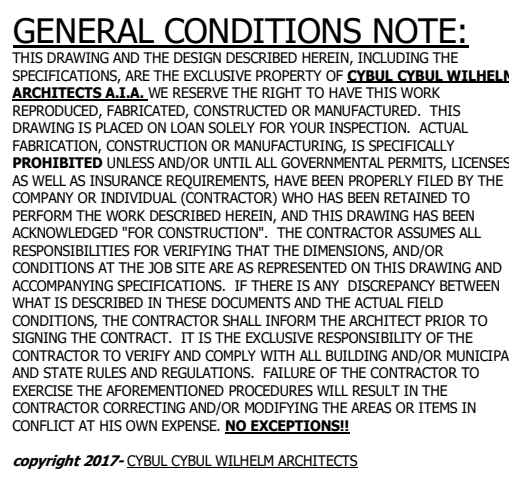 GENERAL CONDITIONS NOTE:
THIS DRAWING AND THE DESIGN DESCRIBED HEREIN, INCLUDING THE
SPECIFICATIONS, ARE THE EXCLUSIVE PROPERTY OF CYBUL CYBUL WILHELM
ARCHITECTS A.I.A. WE RESERVE THE RIGHT TO HAVE THIS WORK
REPRODUCED, FABRICATED, CONSTRUCTED OR MANUFACTURED. THIS
DRAWING IS PLACED ON LOAN SOLELY FOR YOUR INSPECTION. ACTUAL
FABRICATION, CONSTRUCTION OR MANUFACTURING, IS SPECIFICALLY
PROHIBITED UNLESS AND/OR UNTIL ALL GOVERNMENTAL PERMITS, LICENSES
AS WELL AS INSURANCE REQUIREMENTS, HAVE BEEN PROPERLY FILED BY THE
COMPANY OR INDIVIDUAL (CONTRACTOR) WHO HAS BEEN RETAINED TO
PERFORM THE WORK DESCRIBED HEREIN, AND THIS DRAWING HAS BEEN
ACKNOWLEDGED "FOR CONSTRUCTION". THE CONTRACTOR ASSUMES ALL
RESPONSIBILITIES FOR VERIFYING THAT THE DIMENSIONS, AND/OR
CONDITIONS AT THE JOB SITE ARE AS REPRESENTED ON THIS DRAWING AND
ACCOMPANYING SPECIFICATIONS. IF THERE IS ANY DISCREPANCY BETWEEN
WHAT IS DESCRIBED IN THESE DOCUMENTS AND THE ACTUAL FIELD
CONDITIONS, THE CONTRACTOR SHALL INFORM THE ARCHITECT PRIOR TO
SIGNING THE CONTRACT. IT IS THE EXCLUSIVE RESPONSIBILITY OF THE
CONTRACTOR TO VERIFY AND COMPLY WITH ALL BUILDING AND/OR MUNICIPA
AND STATE RULES AND REGULATIONS. FAILURE OF THE CONTRACTOR TO
EXERCISE THE AFOREMENTIONED PROCEDURES WILL RESULT IN THE
CONTRACTOR CORRECTING AND/OR MODIFYING THE AREAS OR ITEMS IN
CONFLICT AT HIS OWN EXPENSE. NO EXCEPTIONS!!
copyright 2017- CYBUL CYBUL WILHELM ARCHITECTS